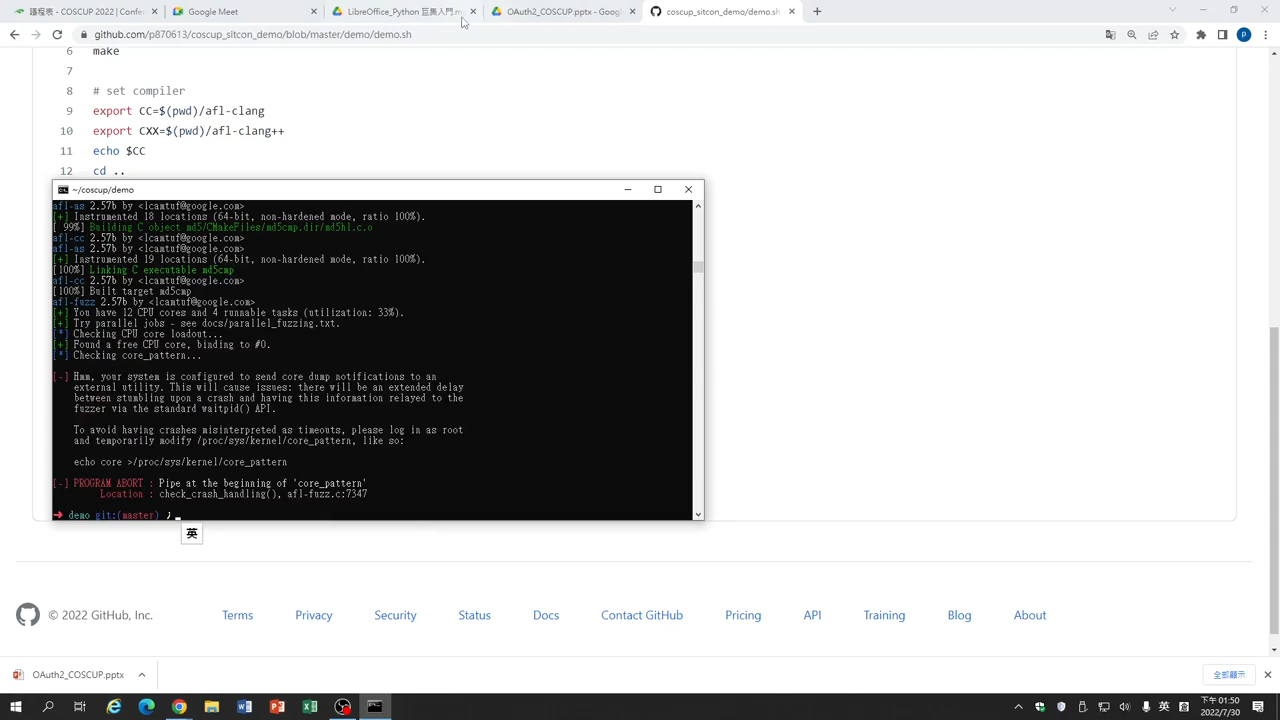 議程表 - COSCUP 2022 | Confe
Google Meet
LibreOffice_Python 巨集入門.m
OAuth2_COSCUP.pptx - Google
coscup_sitcon_demo/demo.sh
github.com/p870613/coscup_sitcon_demo/blob/master/demo/demo.sh
P
6 make
7
8 # set compiler
9 export CC=$(pwd)/afl-clang
10 export CXX=$(pwd)/afl-clang++
11 echo $CC
12 cd ..
~/coscup/demo
afl-as 2.57b by <lcamtuf@google.com>
[+] Instrumented 18 locations (64-bit, non-hardened mode, ratio 100%).
[ 99%] Building C object md5/CMakeFiles/md5cmp.dir/md5hl.c.o
afl-cc 2.57b by <lcamtuf@google.com>
afl-as 2.57b by <lcamtuf@google.com>
[+] Instrumented 19 locations (64-bit, non-hardened mode, ratio 100%).
[100%] Linking C executable md5cmp
afl-cc 2.57b by <lcamtuf@google.com>
[100%] Built target md5cmp
afl-fuzz 2.57b by <lcamtuf@google.com>
[+] You have 12 CPU cores and 4 runnable tasks (utilization: 33%).
[+] Try parallel jobs - see docs/parallel_fuzzing.txt.
[*] Checking CPU core loadout...
[+] Found a free CPU core, binding to #0.
[*] Checking core_pattern...
[-] Hmm, your system is configured to send core dump notifications to an
external utility. This will cause issues: there will be an extended delay
between stumbling upon a crash and having this information relayed to the
fuzzer via the standard waitpid() API.
To avoid having crashes misinterpreted as timeouts, please log in as root
and temporarily modify /proc/sys/kernel/core_pattern, like so:
echo core >/proc/sys/kernel/core_pattern
[-] PROGRAM ABORT : Pipe at the beginning of 'core_pattern'
Location : check_crash_handling(), afl-fuzz.c:7347
➜ demo git:(master) ;
英
© 2022 GitHub, Inc.
Terms
Privacy
Security
Status
Docs
Contact GitHub
Pricing
API
Training
Blog
About
OAuth2_COSCUP.pptx
全部顯示
英
下午 01:50
2022/7/30